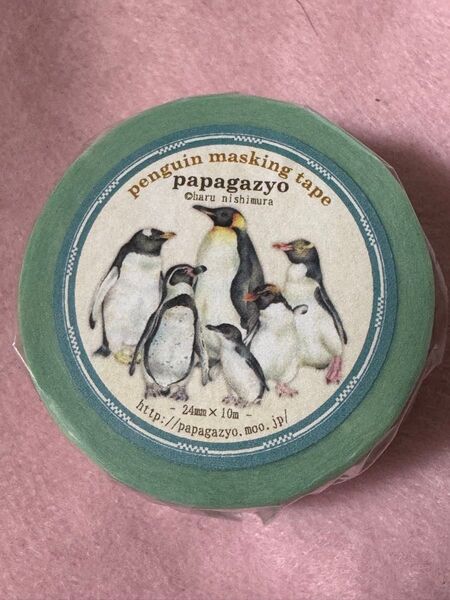 penguin masking tape
papagazyo
©haru nishimura
- 24mm × 10m -
http://papagazyo.moo.jp/